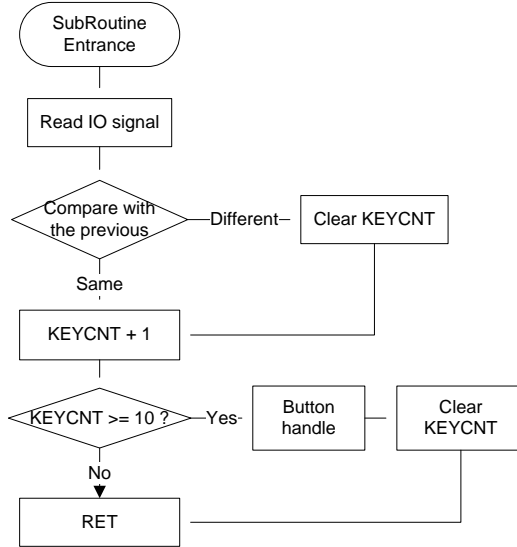 SubRoutine
Entrance
Read IO signal
Compare with
the previous
Different
Clear KEYCNT
Same
KEYCNT + 1
KEYCNT >= 10 ?
Yes
Button
handle
Clear
KEYCNT
No
RET